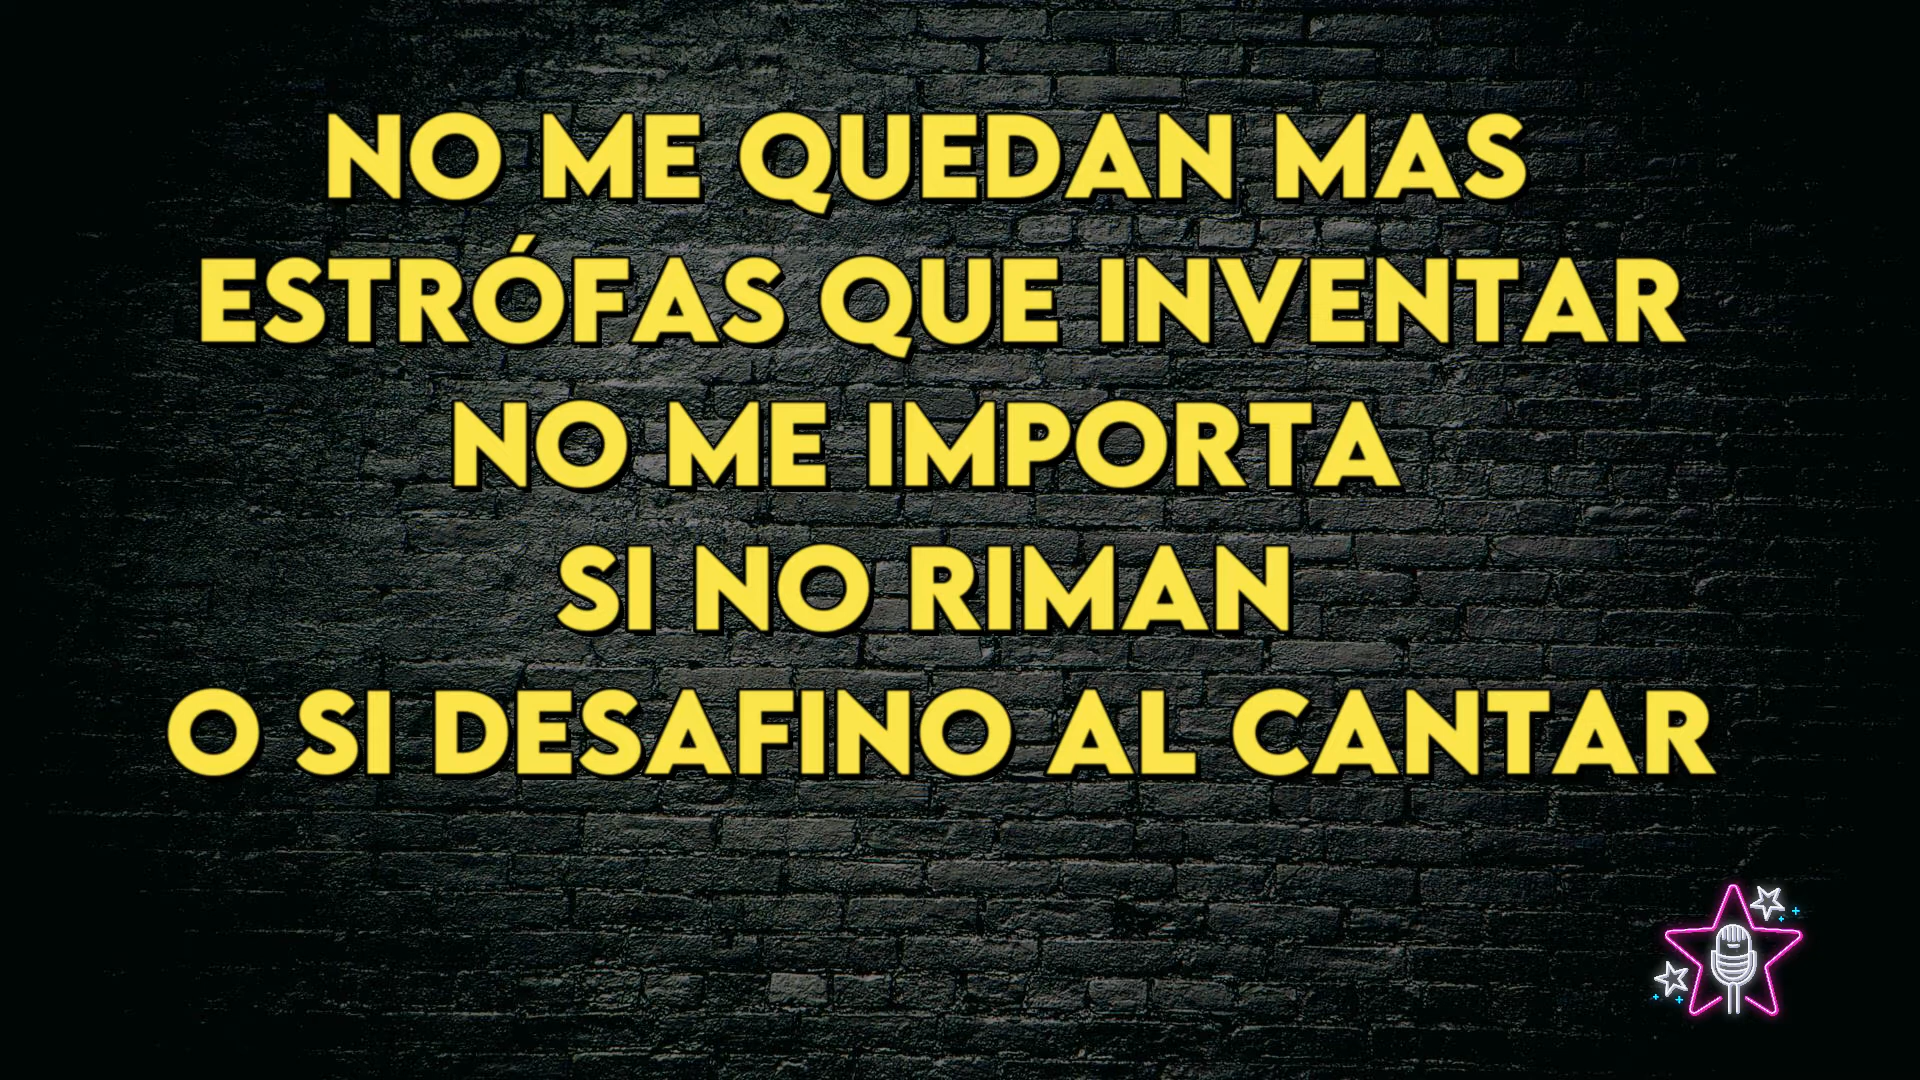 NO ME QUEDAN MAS
ESTRÓFAS QUE INVENTAR
NO ME IMPORTA
SI NO RIMAN
O SI DESAFINO AL CANTAR